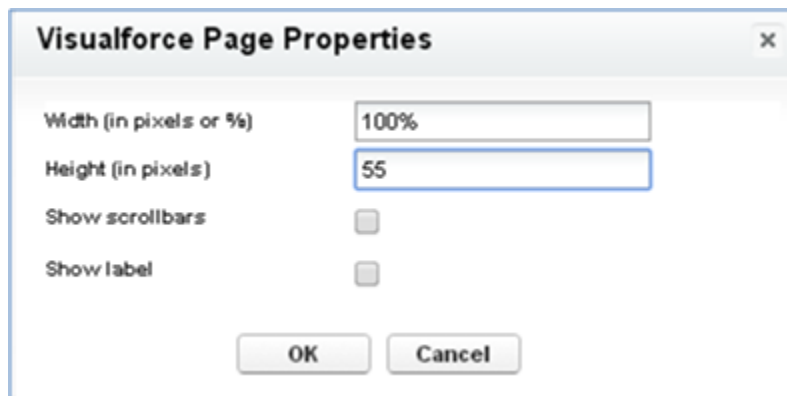 Visualforce Page Properties
Width (in pixels or %) 100%
Height (in pixels) 55
Show scrollbars
Show label
OK Cancel